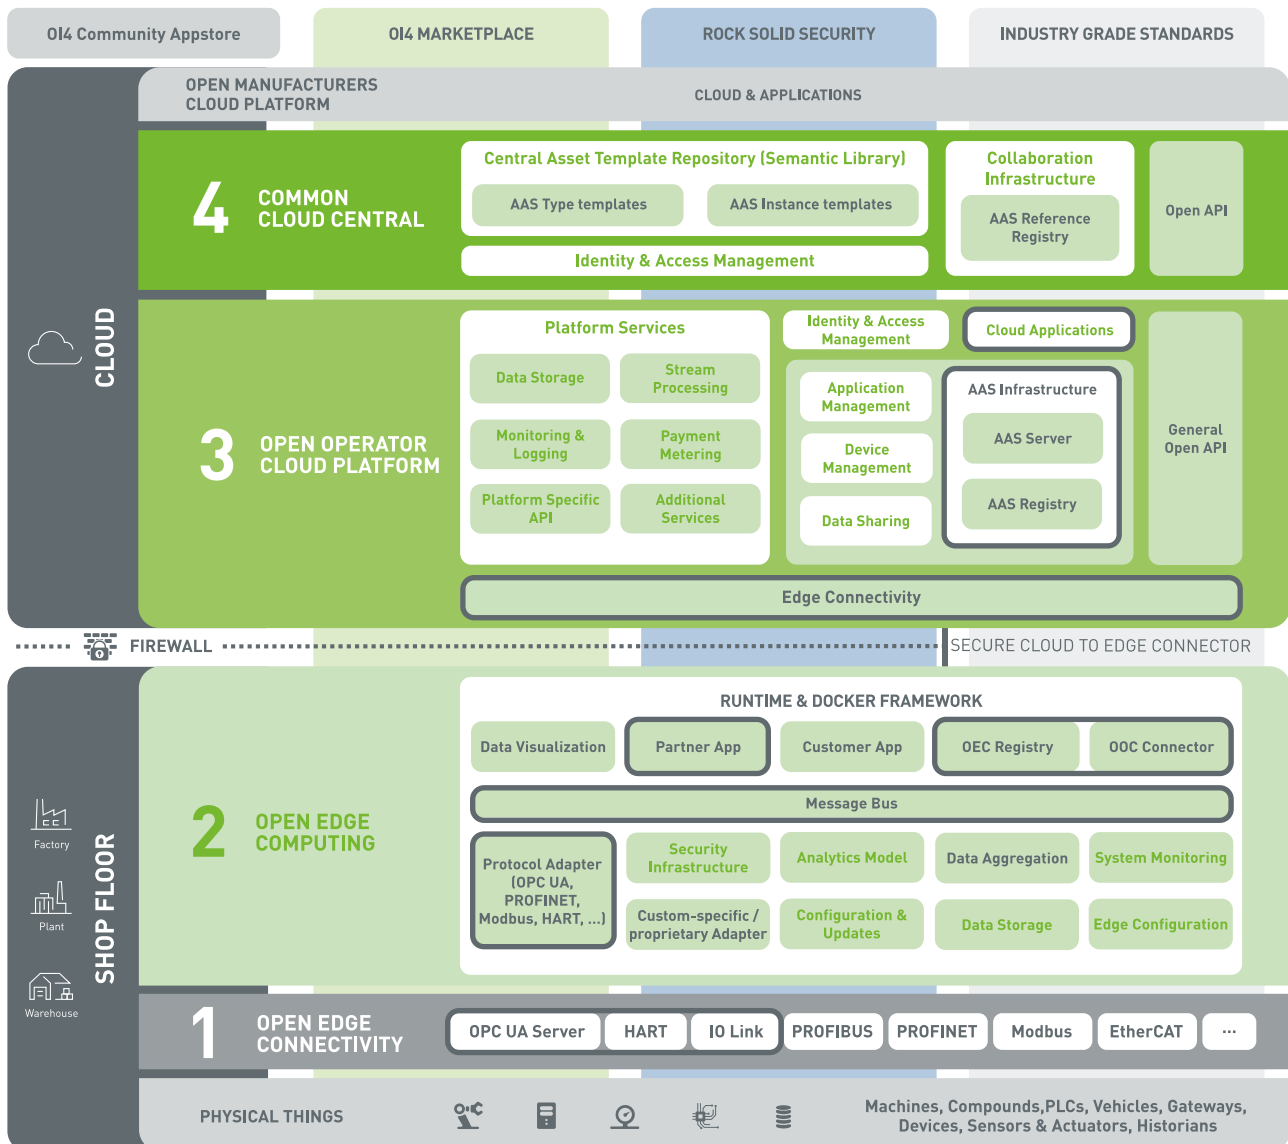 OI4 Community Appstore
OI4 MARKETPLACE
ROCK SOLID SECURITY
INDUSTRY GRADE STANDARDS
OPEN MANUFACTURERS
CLOUD PLATFORM
CLOUD & APPLICATIONS
CLOUD
4
COMMON
CLOUD CENTRAL
Central Asset Template Repository (Semantic Library)
AAS Type templates
AAS Instance templates
Identity & Access Management
Collaboration
Infrastructure
AAS Reference
Registry
Open API
3
OPEN OPERATOR
CLOUD PLATFORM
Platform Services
Data Storage
Stream
Processing
Monitoring &
Logging
Payment
Metering
Platform Specific
API
Additional
Services
Identity & Access
Management
Cloud Applications
Application
Management
Device
Management
Data Sharing
AAS Infrastructure
AAS Server
AAS Registry
General
Open API
Edge Connectivity
FIREWALL
SECURE CLOUD TO EDGE CONNECTOR
SHOP FLOOR
Factory
Plant
Warehouse
2
OPEN EDGE
COMPUTING
RUNTIME & DOCKER FRAMEWORK
Data Visualization
Partner App
Customer App
OEC Registry
OOC Connector
Message Bus
Protocol Adapter
(OPC UA,
PROFINET,
Modbus, HART, ...)
Security
Infrastructure
Analytics Model
Data Aggregation
System Monitoring
Custom-specific /
proprietary Adapter
Configuration &
Updates
Data Storage
Edge Configuration
1
OPEN EDGE
CONNECTIVITY
OPC UA Server
HART
IO Link
PROFIBUS
PROFINET
Modbus
EtherCAT
...
PHYSICAL THINGS
Machines, Compounds,PLCs, Vehicles, Gateways,
Devices, Sensors & Actuators, Historians